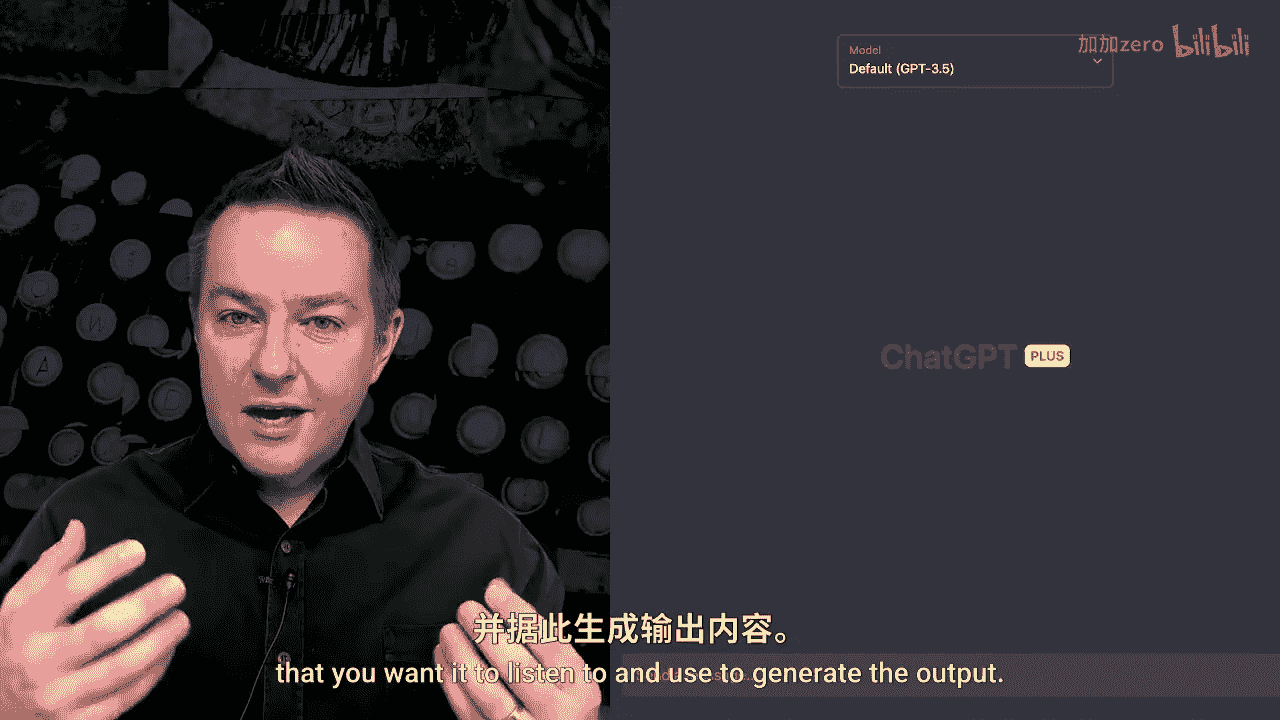 加加zero bilibili
Model
Default (GPT-3.5)
ChatGPT PLUS
并据此生成输出内容。
that you want it to listen to and use to generate the output.